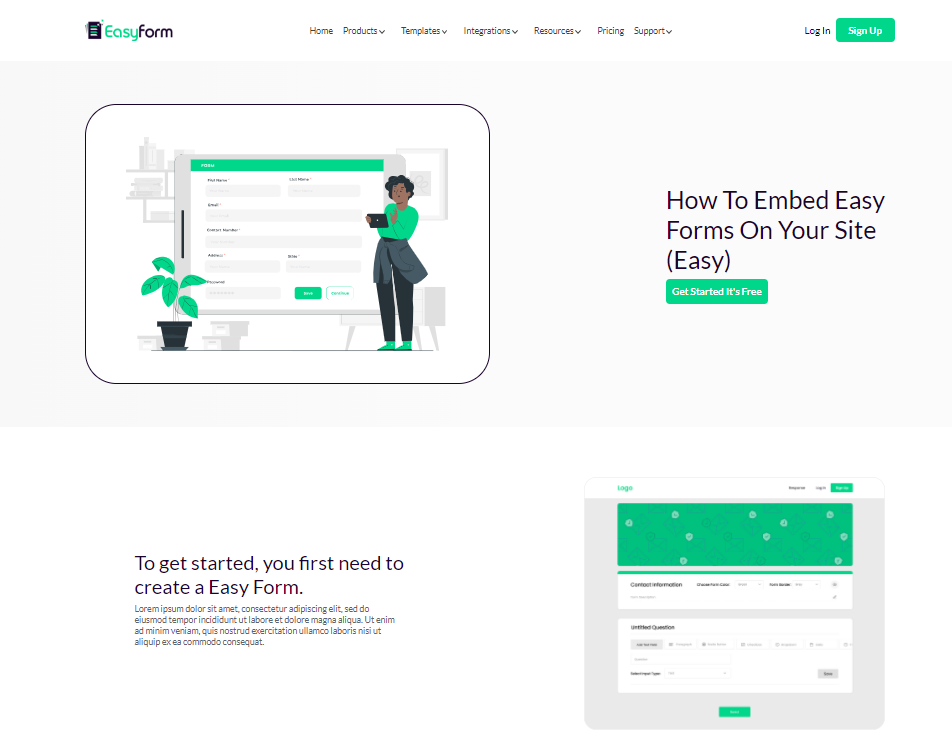 EasyForm
Home Products Templates Integrations Resources Pricing Support
Log In Sign Up
FORM
First Name * Last Name *
Email *
Contact Number *
Address *
Password
Save Continue
How To Embed Easy
Forms On Your Site
(Easy)
Get Started It's Free
To get started, you first need to
create a Easy Form.
Lorem ipsum dolor sit amet, consectetur adipiscing elit, sed do
eiusmod tempor incididunt ut labore et dolore magna aliqua. Ut enim
ad minim veniam, quis nostrud exercitation ullamco laboris nisi ut
aliquip ex ea commodo consequat.
Logo
Response Log In Sign Up
Contact Information Choose Form Color: Form Border:
Untitled Question
Select Input Type: